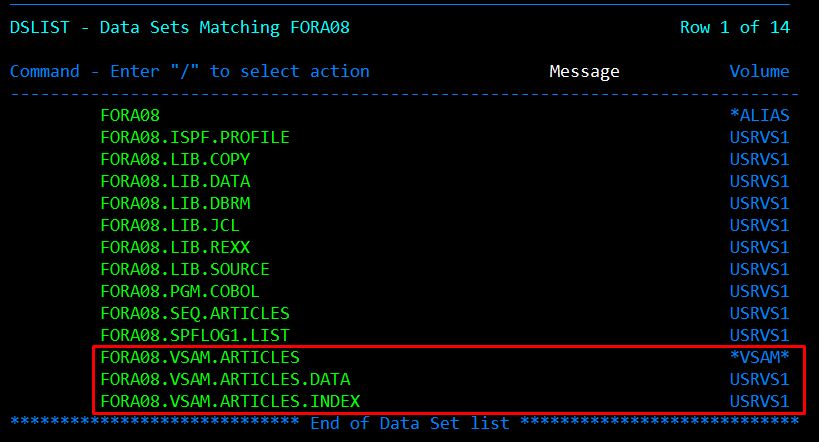 DSLIST - Data Sets Matching FORA08 Row 1 of 14
Command - Enter "/" to select action Message Volume
-------------------------------------------------------------------------------
FORA08 *ALIAS
FORA08.ISPF.PROFILE USRVS1
FORA08.LIB.COPY USRVS1
FORA08.LIB.DATA USRVS1
FORA08.LIB.DBRM USRVS1
FORA08.LIB.JCL USRVS1
FORA08.LIB.REXX USRVS1
FORA08.LIB.SOURCE USRVS1
FORA08.PGM.COBOL USRVS1
FORA08.SEQ.ARTICLES USRVS1
FORA08.SPFLOG1.LIST USRVS1
FORA08.VSAM.ARTICLES *VSAM*
FORA08.VSAM.ARTICLES.DATA USRVS1
FORA08.VSAM.ARTICLES.INDEX USRVS1
***************************** End of Data Set list ****************************